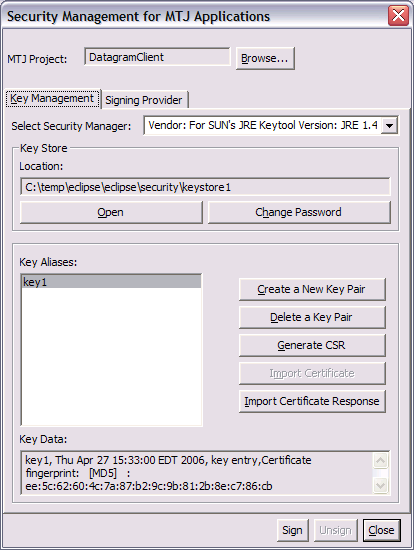 Security Management for MTJ Applications
MTJ Project: DatagramClient Browse...
Key Management Signing Provider
Select Security Manager: Vendor: For SUN's JRE Keytool Version: JRE 1.4
Key Store
Location:
C:\temp\eclipse\eclipse\security\keystore1
Open Change Password
Key Aliases:
key1
Create a New Key Pair
Delete a Key Pair
Generate CSR
Import Certificate
Import Certificate Response
Key Data:
key1, Thu Apr 27 15:33:00 EDT 2006, key entry,Certificate
fingerprint: [MD5] :
ee:5c:62:60:4c:7a:87:b2:9c:9b:81:2b:8e:c7:86:cb
Sign Unsign Close